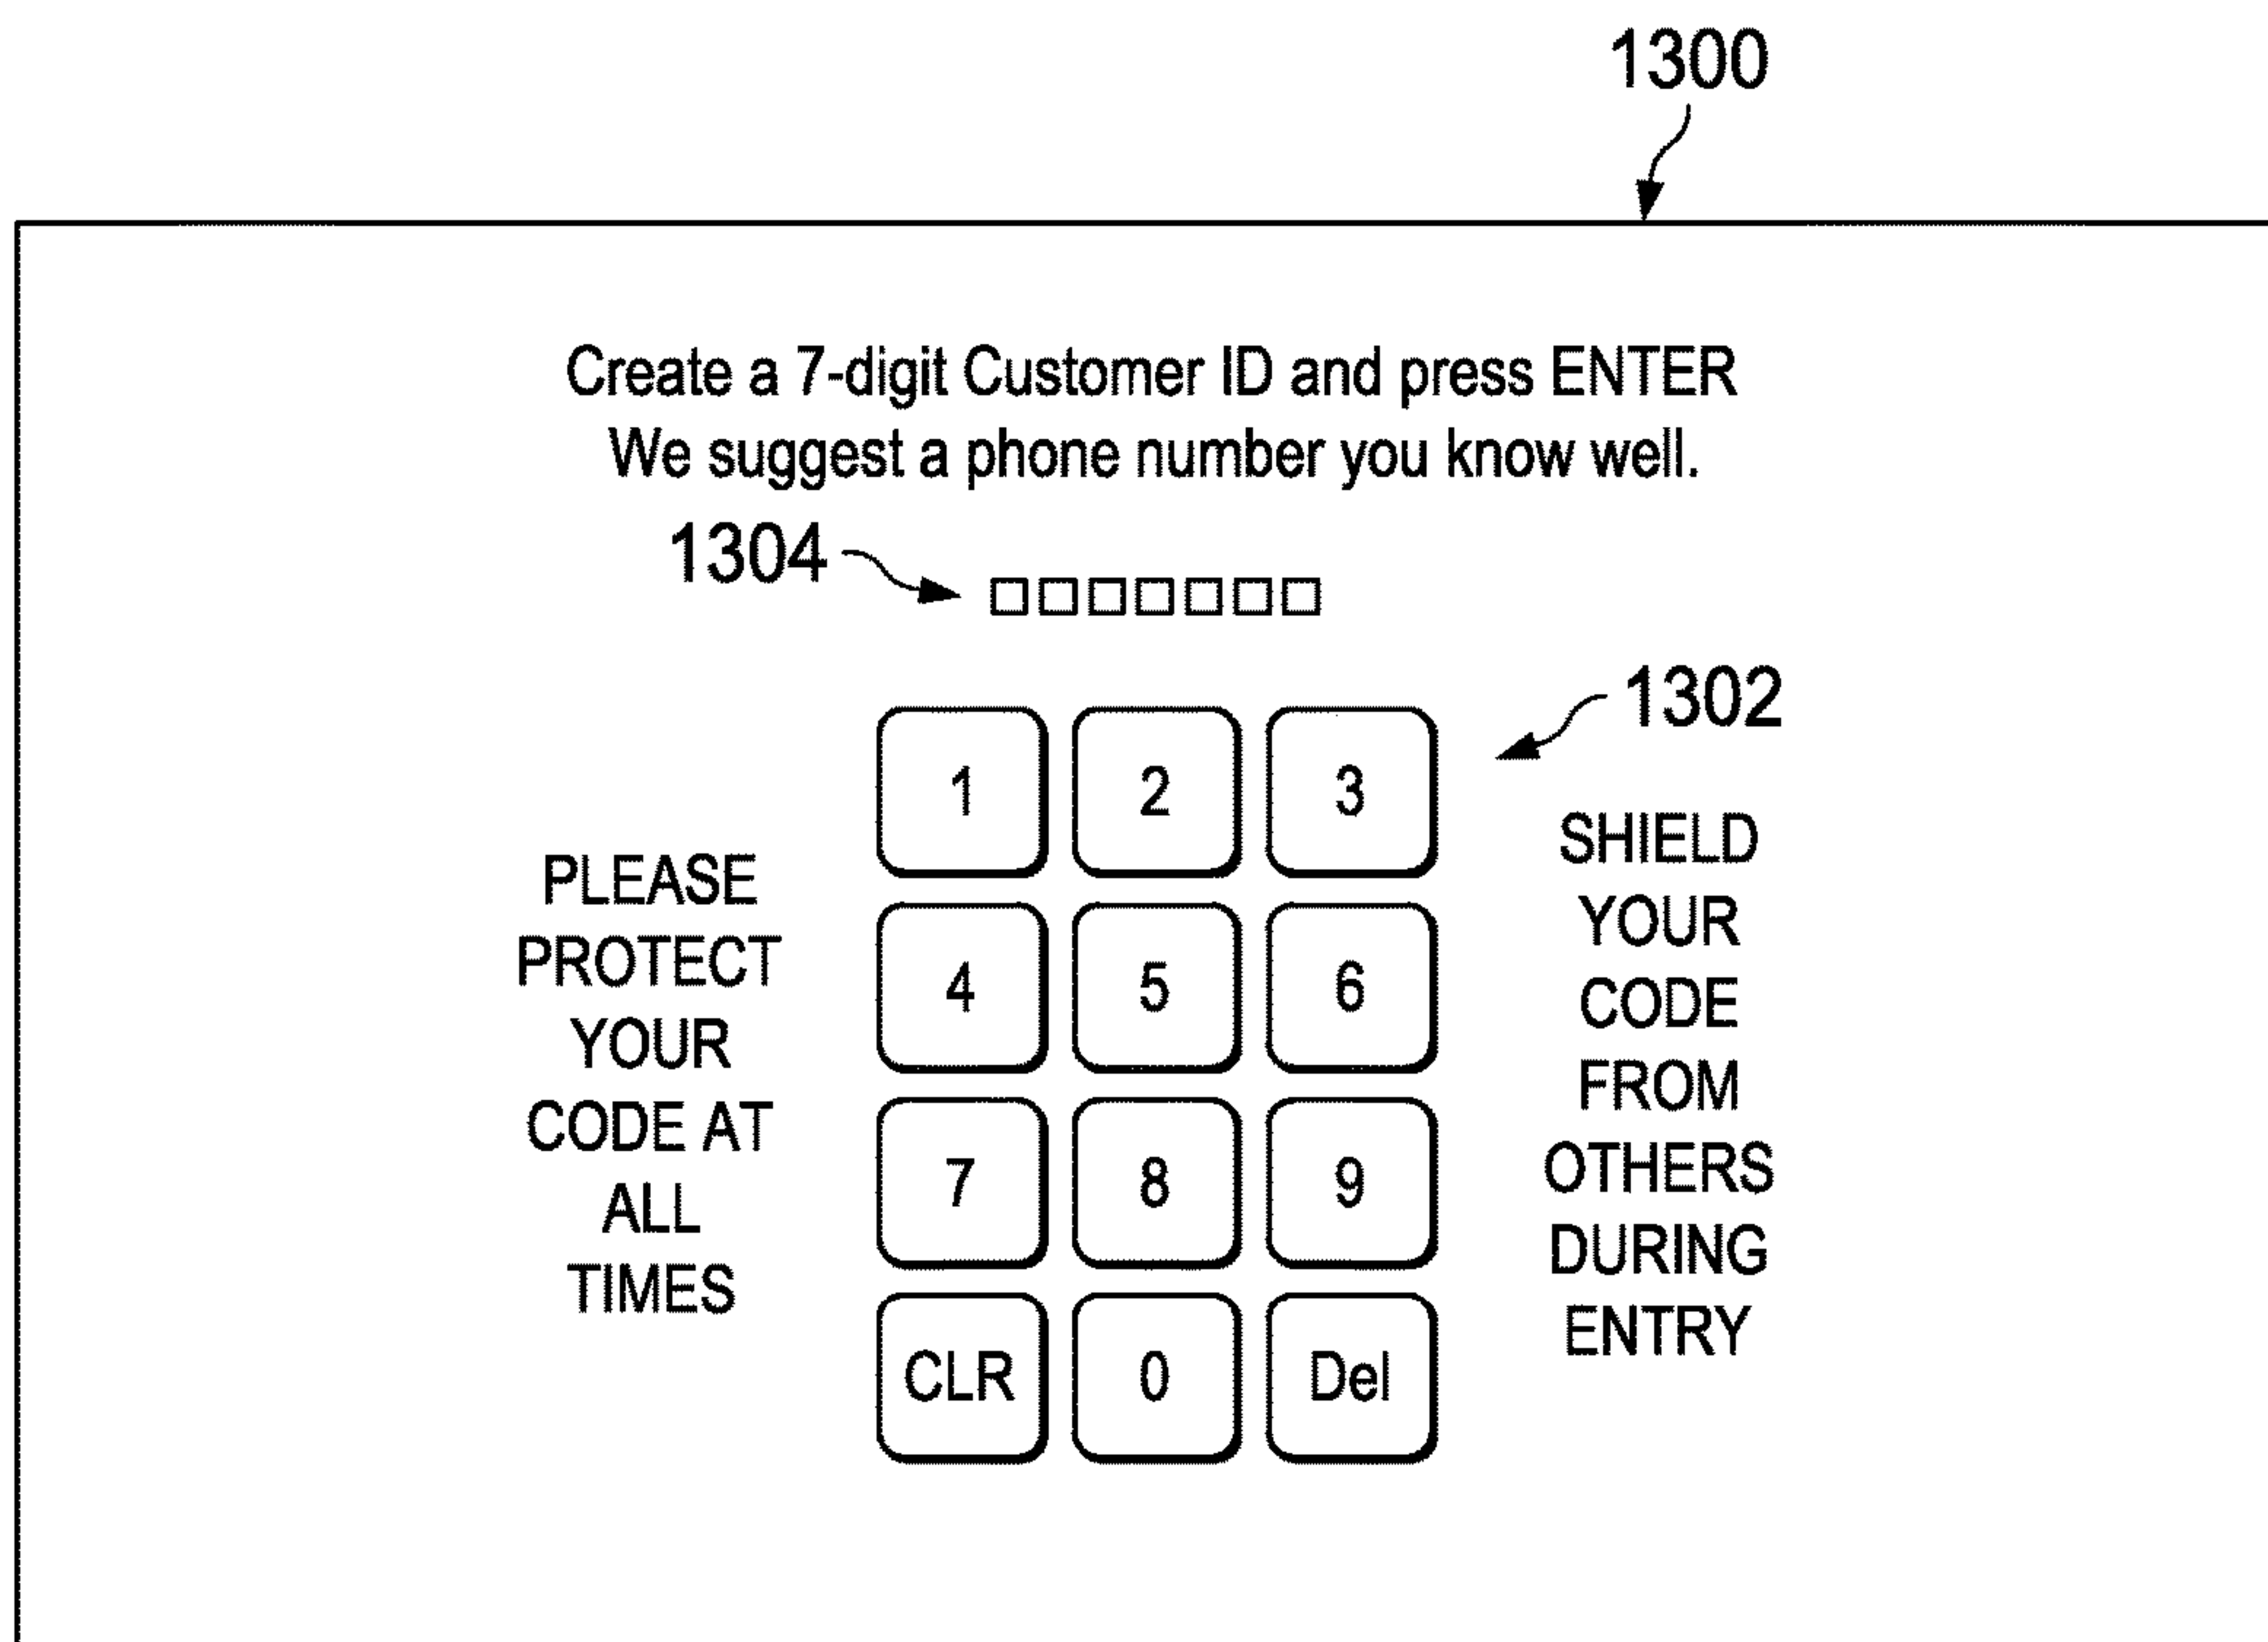 1300
Create a 7-digit Customer ID and press ENTER
We suggest a phone number you know well.
1304
1302
PLEASE
PROTECT
YOUR
CODE AT
ALL
TIMES
1 2 3
4 5 6
7 8 9
CLR 0 Del
SHIELD
YOUR
CODE
FROM
OTHERS
DURING
ENTRY